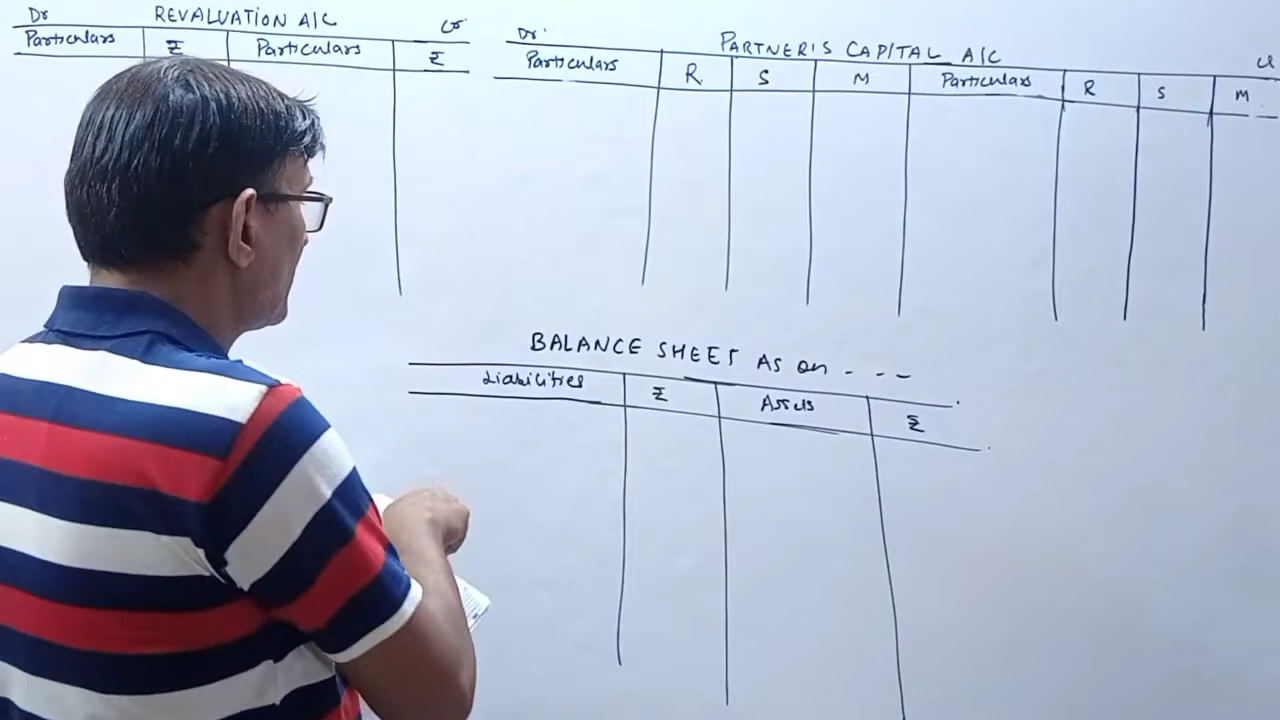 Dr REVALUATION A/C Cr
Particulars ₹ Particulars ₹
Dr. PARTNER'S CAPITAL A/C Cr
Particulars R S M Particulars R S M
BALANCE SHEET AS on - - -
Liabilities ₹ Assets ₹